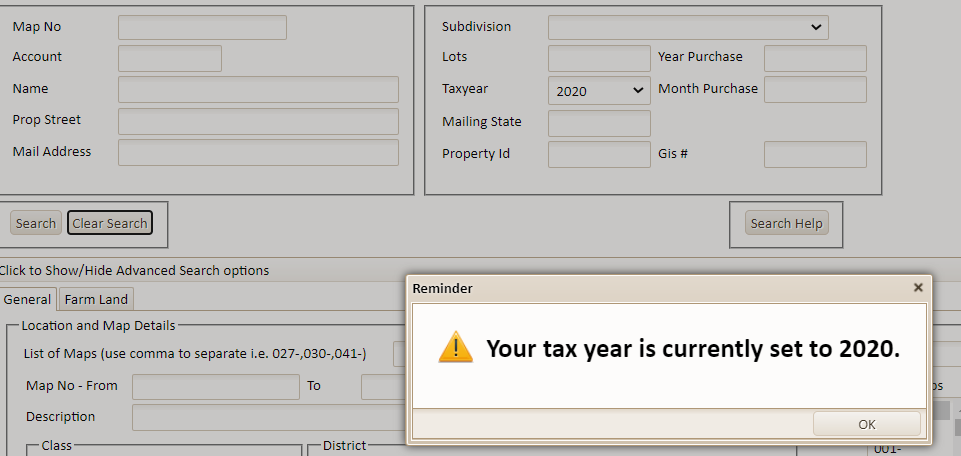 Map No
Account
Name
Prop Street
Mail Address
Subdivision
Lots Year Purchase
Taxyear 2020 Month Purchase
Mailing State
Property Id Gis #
Search Clear Search
Search Help
Click to Show/Hide Advanced Search options
General Farm Land
Location and Map Details
List of Maps (use comma to separate i.e. 027-,030-,041-)
Map No - From To
Description
Class District
Reminder
Your tax year is currently set to 2020.
OK
001-